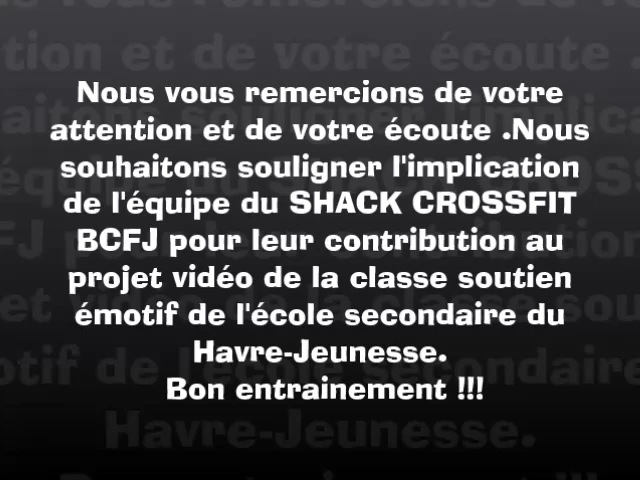 Nous vous remercions de votre
attention et de votre écoute .Nous
souhaitons souligner l'implication
de l'équipe du SHACK CROSSFIT
BCFJ pour leur contribution au
projet vidéo de la classe soutien
émotif de l'école secondaire du
Havre-Jeunesse.
Bon entrainement !!!